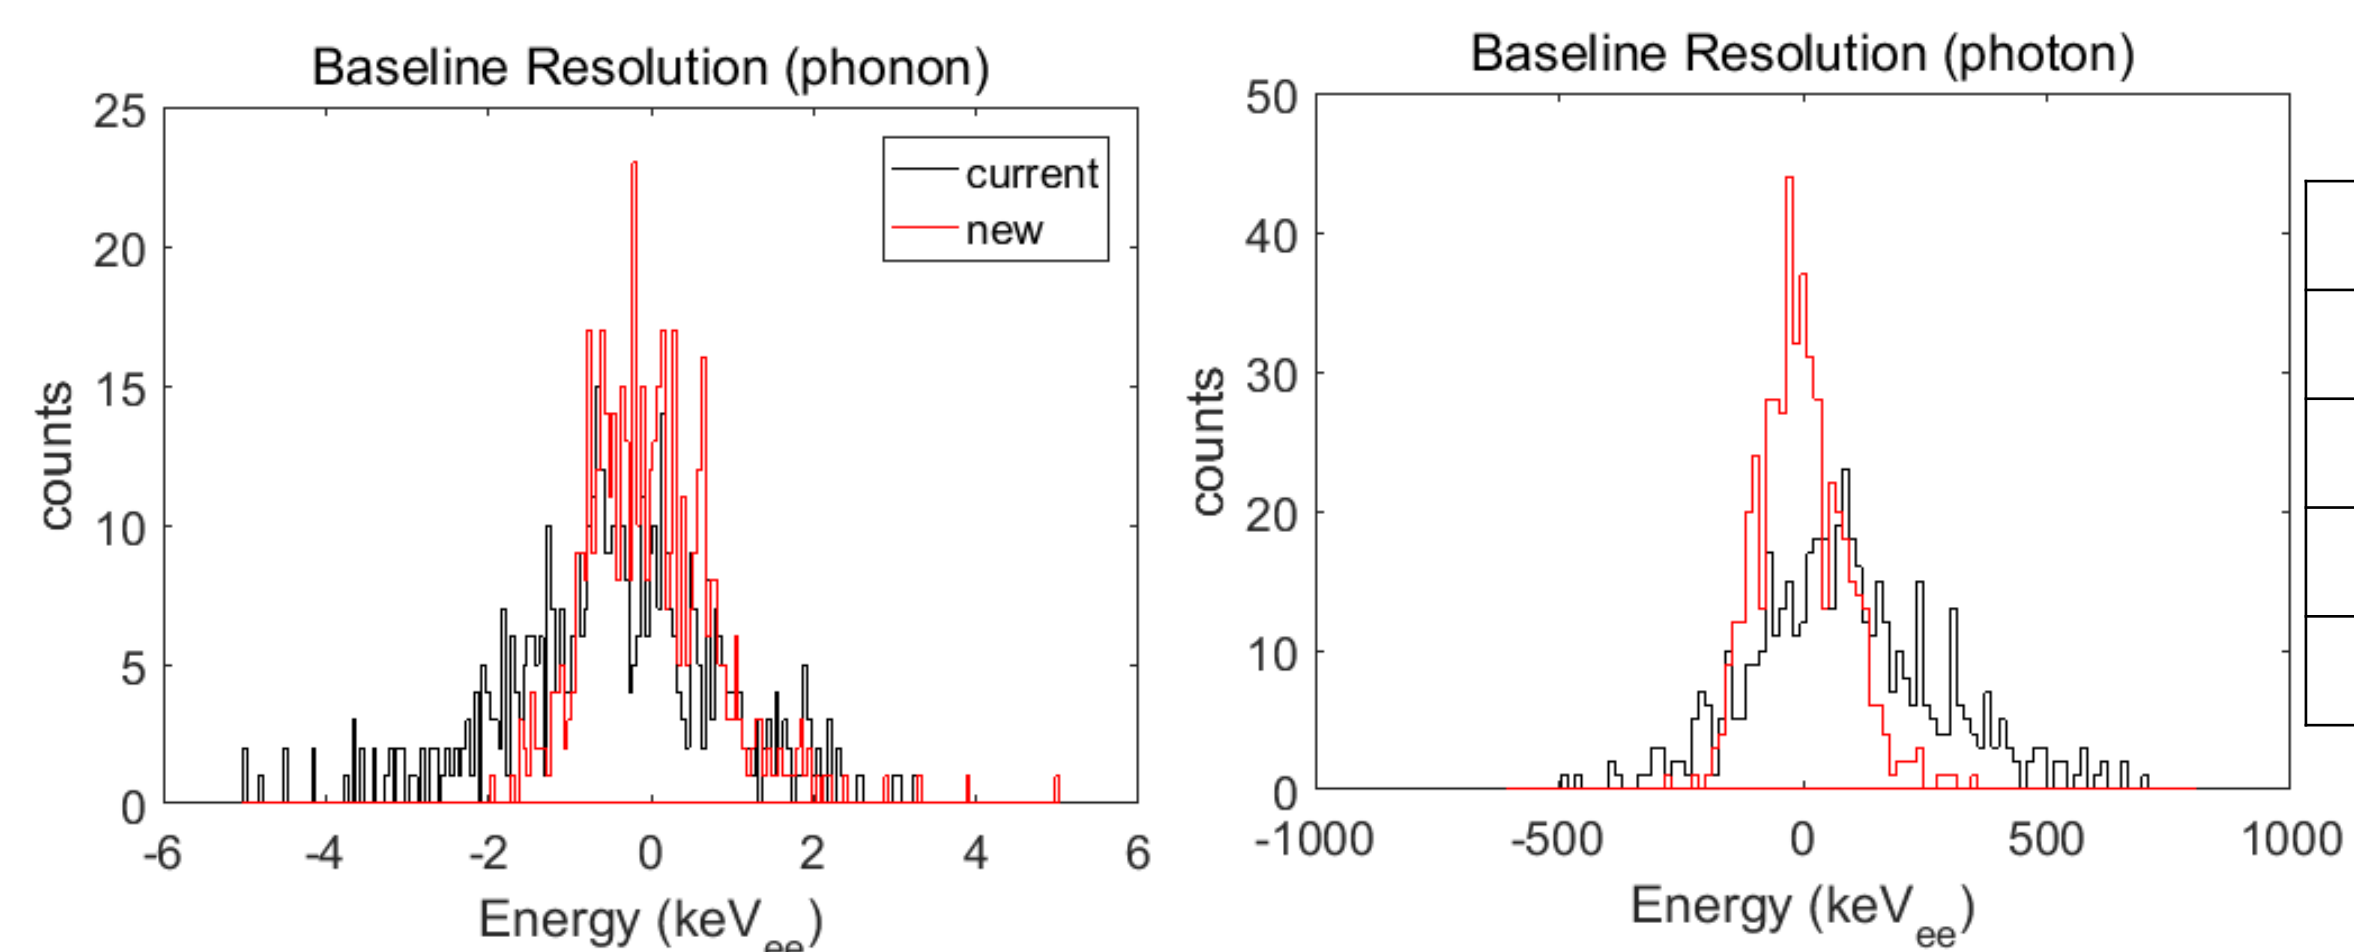 Baseline Resolution (phonon)
25
20
15
10
5
0
counts
current
new
-6 -4 -2 0 2 4 6
Energy (keVee)
Baseline Resolution (photon)
50
40
30
20
10
0
counts
-1000 -500 0 500 1000
Energy (keVee)